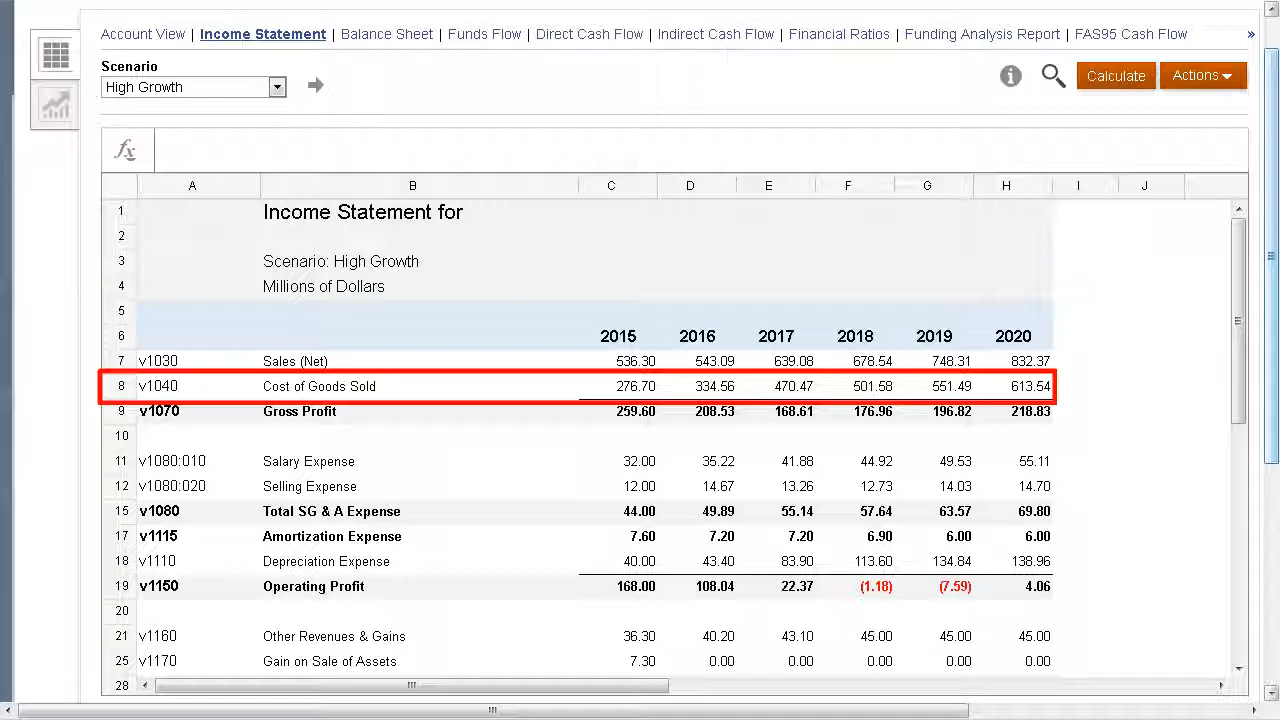 Account View | Income Statement | Balance Sheet | Funds Flow | Direct Cash Flow | Indirect Cash Flow | Financial Ratios | Funding Analysis Report | FAS95 Cash Flow »
Scenario
High Growth
Calculate Actions
fx
A B C D E F G H I J
1 Income Statement for
2
3 Scenario: High Growth
4 Millions of Dollars
5
6 2015 2016 2017 2018 2019 2020
7 v1030 Sales (Net) 536.30 543.09 639.08 678.54 748.31 832.37
8 v1040 Cost of Goods Sold 276.70 334.56 470.47 501.58 551.49 613.54
9 v1070 Gross Profit 259.60 208.53 168.61 176.96 196.82 218.83
10
11 v1080:010 Salary Expense 32.00 35.22 41.88 44.92 49.53 55.11
12 v1080:020 Selling Expense 12.00 14.67 13.26 12.73 14.03 14.70
15 v1080 Total SG & A Expense 44.00 49.89 55.14 57.64 63.57 69.80
17 v1115 Amortization Expense 7.60 7.20 7.20 6.90 6.00 6.00
18 v1110 Depreciation Expense 40.00 43.40 83.90 113.60 134.84 138.96
19 v1150 Operating Profit 168.00 108.04 22.37 (1.18) (7.59) 4.06
20
21 v1160 Other Revenues & Gains 36.30 40.20 43.10 45.00 45.00 45.00
25 v1170 Gain on Sale of Assets 7.30 0.00 0.00 0.00 0.00 0.00
28